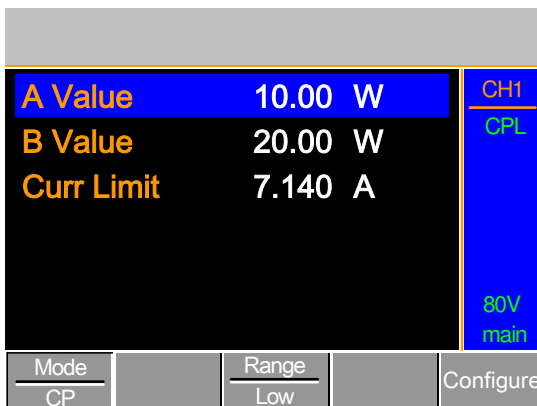 A Value 10.00 W
CH1
B Value 20.00 W
CPL
Curr Limit 7.140 A
80V
main
Mode
CP
Range
Low
Configure